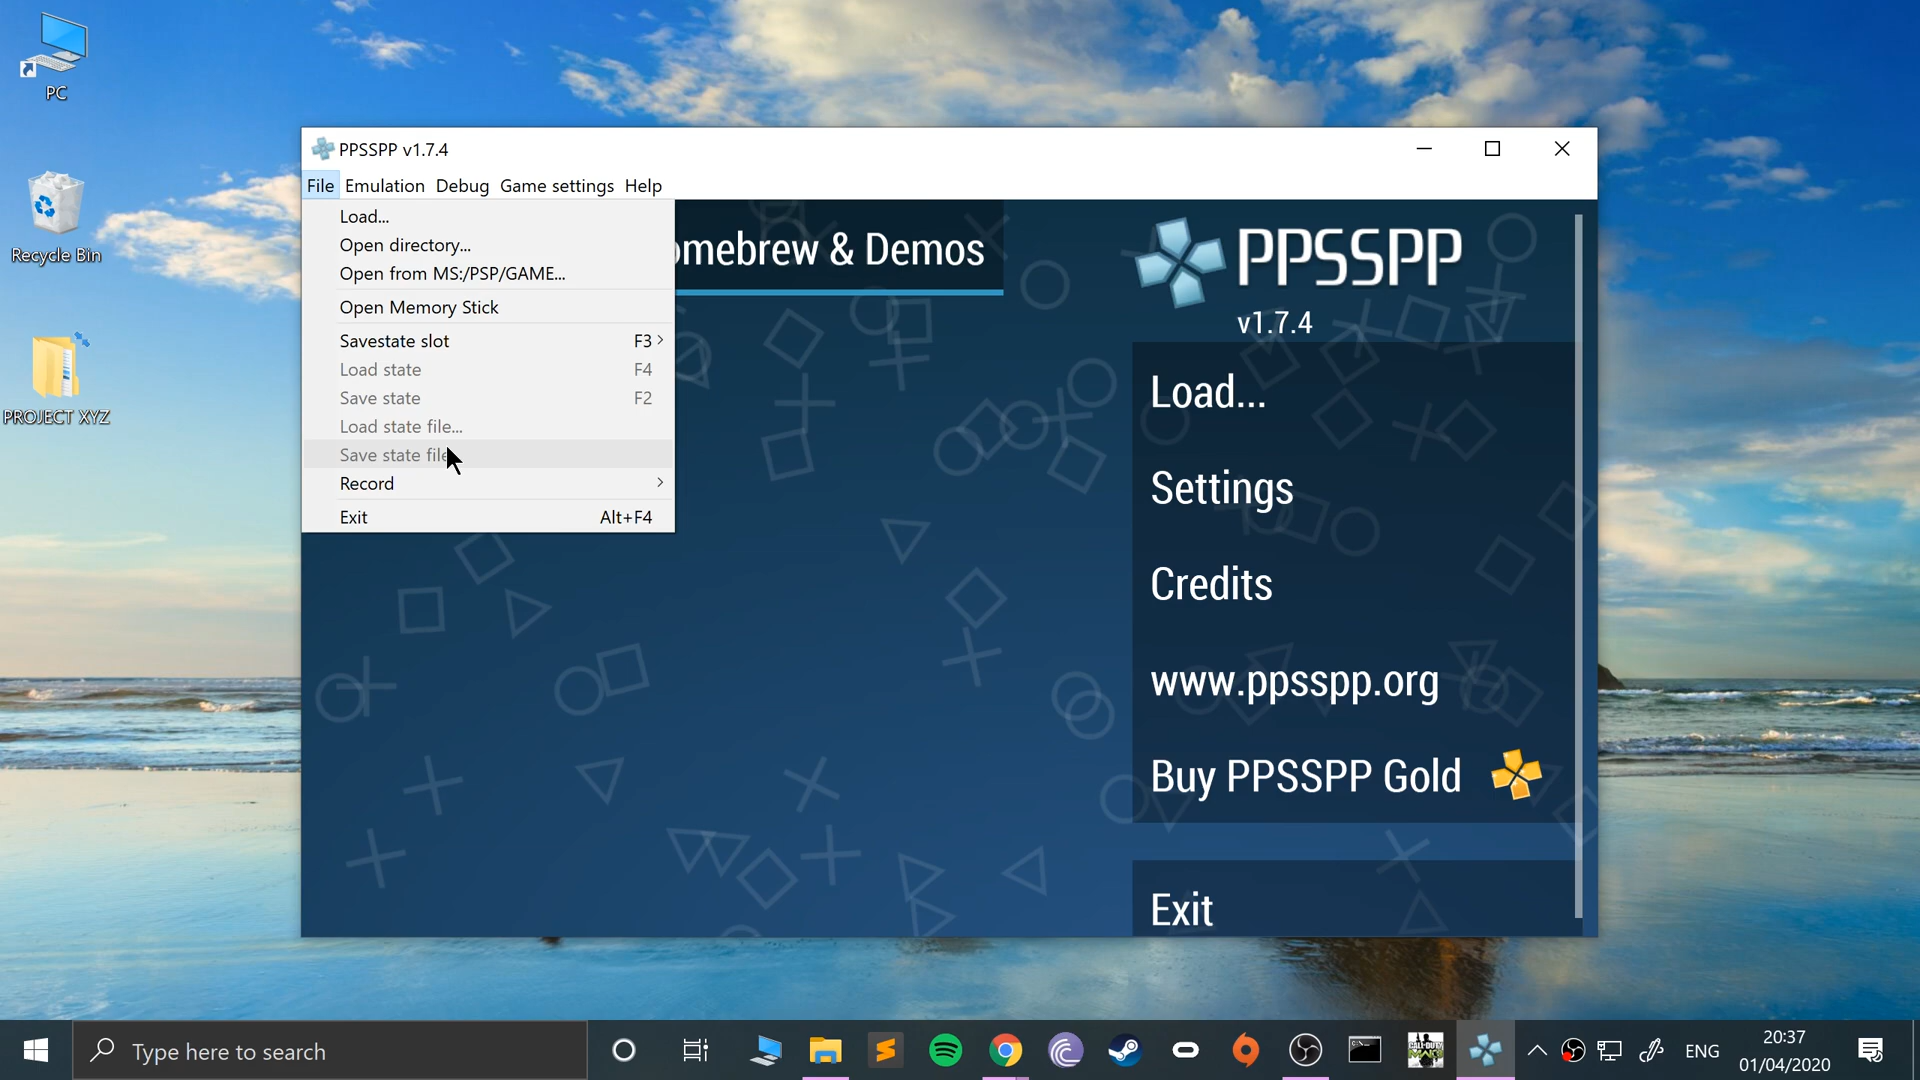 PC
Recycle Bin
PROJECT XYZ
PPSSPP v1.7.4
File Emulation Debug Game settings Help
Load...
Open directory...
Open from MS:/PSP/GAME...
Open Memory Stick
Savestate slot F3
Load state F4
Save state F2
Load state file...
Save state file
Record
Exit Alt+F4
omebrew & Demos
PPSSPP
v1.7.4
Load...
Settings
Credits
www.ppsspp.org
Buy PPSSPP Gold
Exit
Type here to search
ENG
20:37
01/04/2020